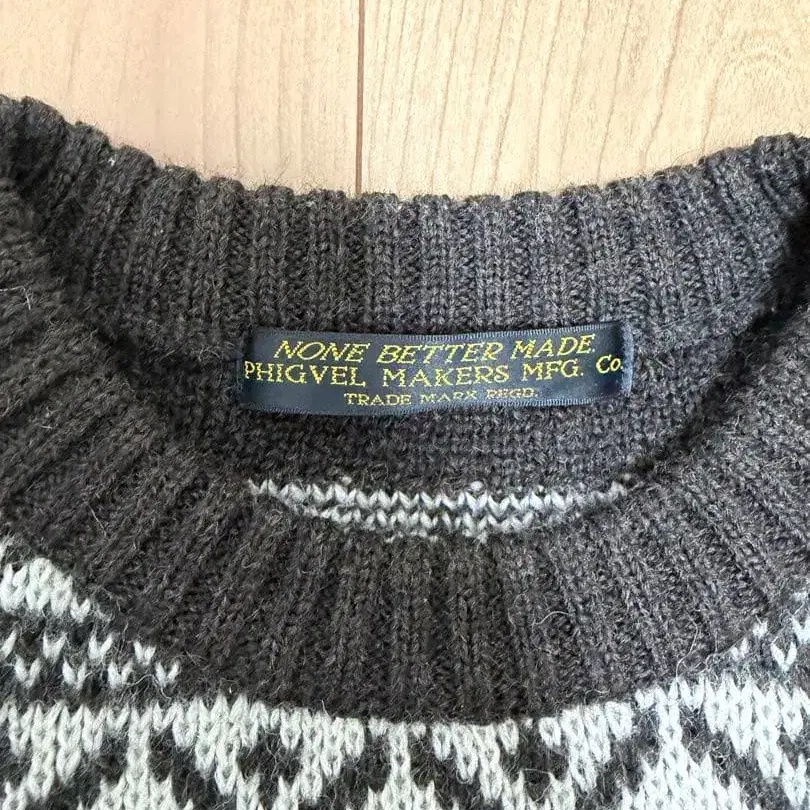 NONE BETTER MADE.
PHIGVEL MAKERS MFG. Co.
TRADE MARK REGD.